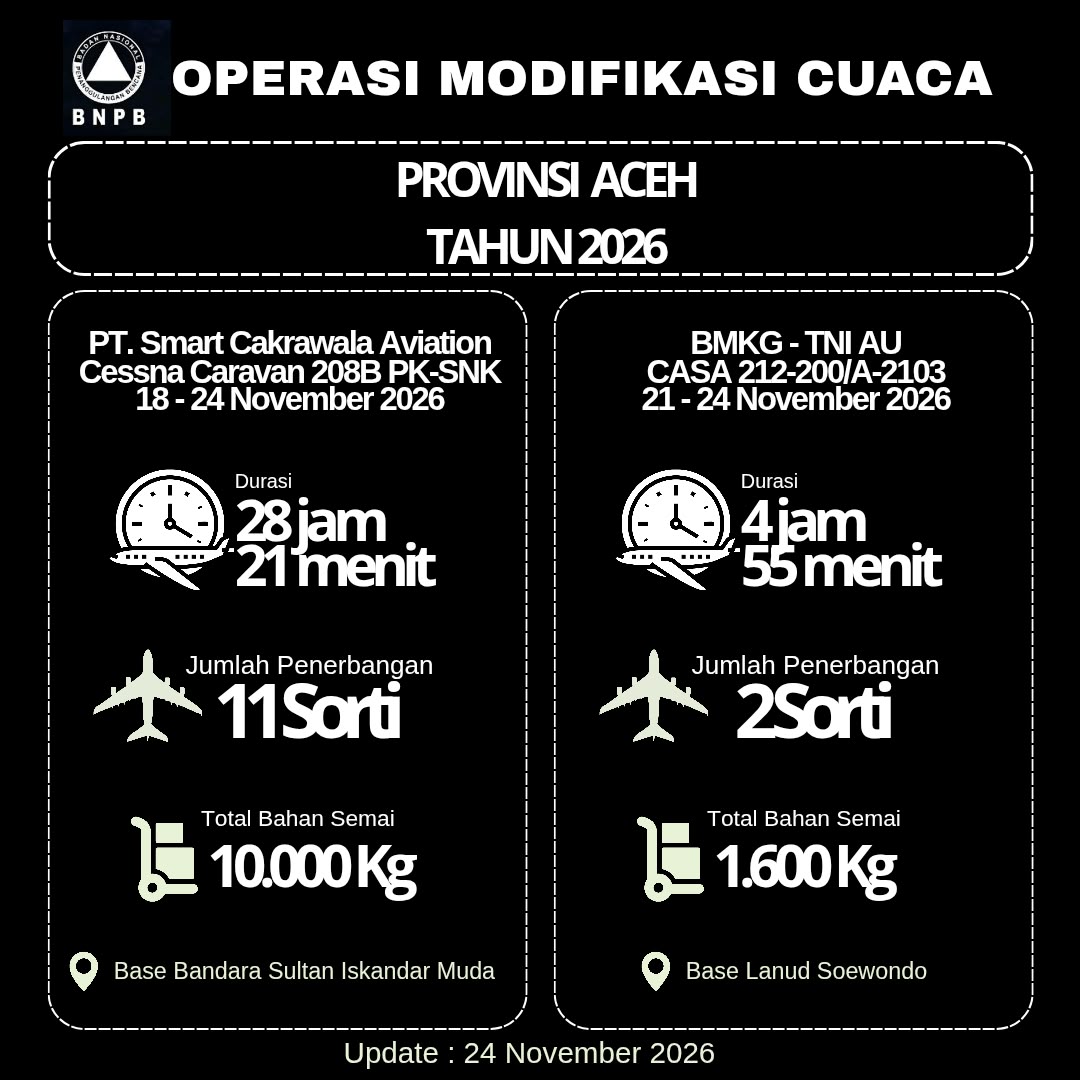 BADAN NASIONAL
PENANGGULANGAN BENCANA
BNPB
OPERASI MODIFIKASI CUACA
PROVINSI ACEH
TAHUN 2026
PT. Smart Cakrawala Aviation
Cessna Caravan 208B PK-SNK
18 - 24 November 2026
Durasi
28 jam
21 menit
Jumlah Penerbangan
11 Sorti
Total Bahan Semai
10.000 Kg
Base Bandara Sultan Iskandar Muda
BMKG - TNI AU
CASA 212-200/A-2103
21 - 24 November 2026
Durasi
4 jam
55 menit
Jumlah Penerbangan
2 Sorti
Total Bahan Semai
1.600 Kg
Base Lanud Soewondo
Update : 24 November 2026